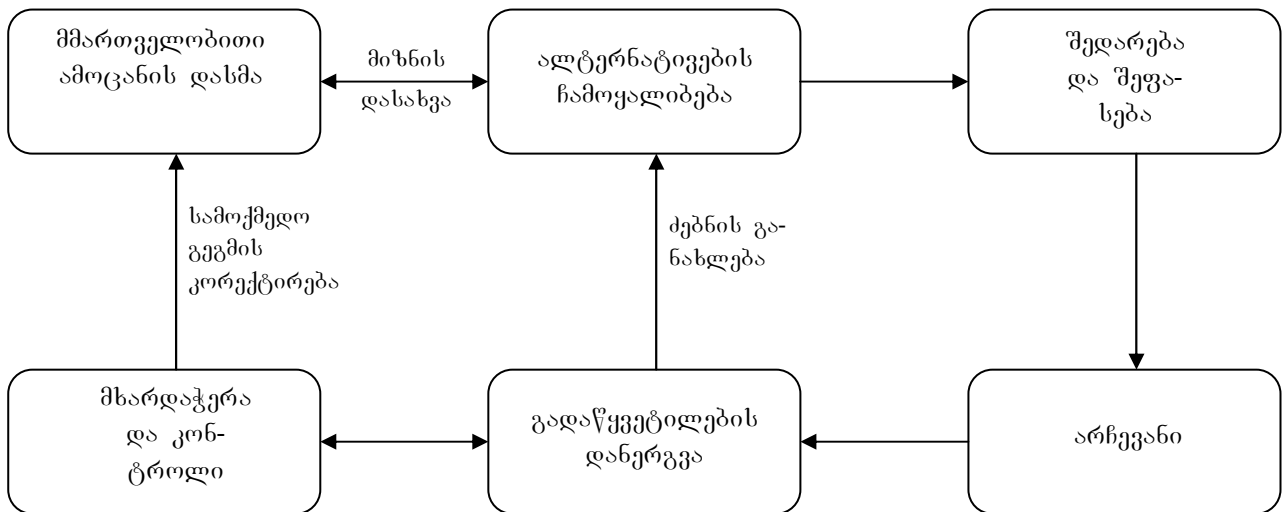 მმართველობითი
ამოცანის დასმა
მიზნის
დასახვა
ალტერნატივების
ჩამოყალიბება
შედარება
და შეფა-
სება
სამოქმედო
გეგმის
კორექტირება
ძებნის გა-
ნახლება
მხარდაჭერა
და კონ-
ტროლი
გადაწყვეტილების
დანერგვა
არჩევანი